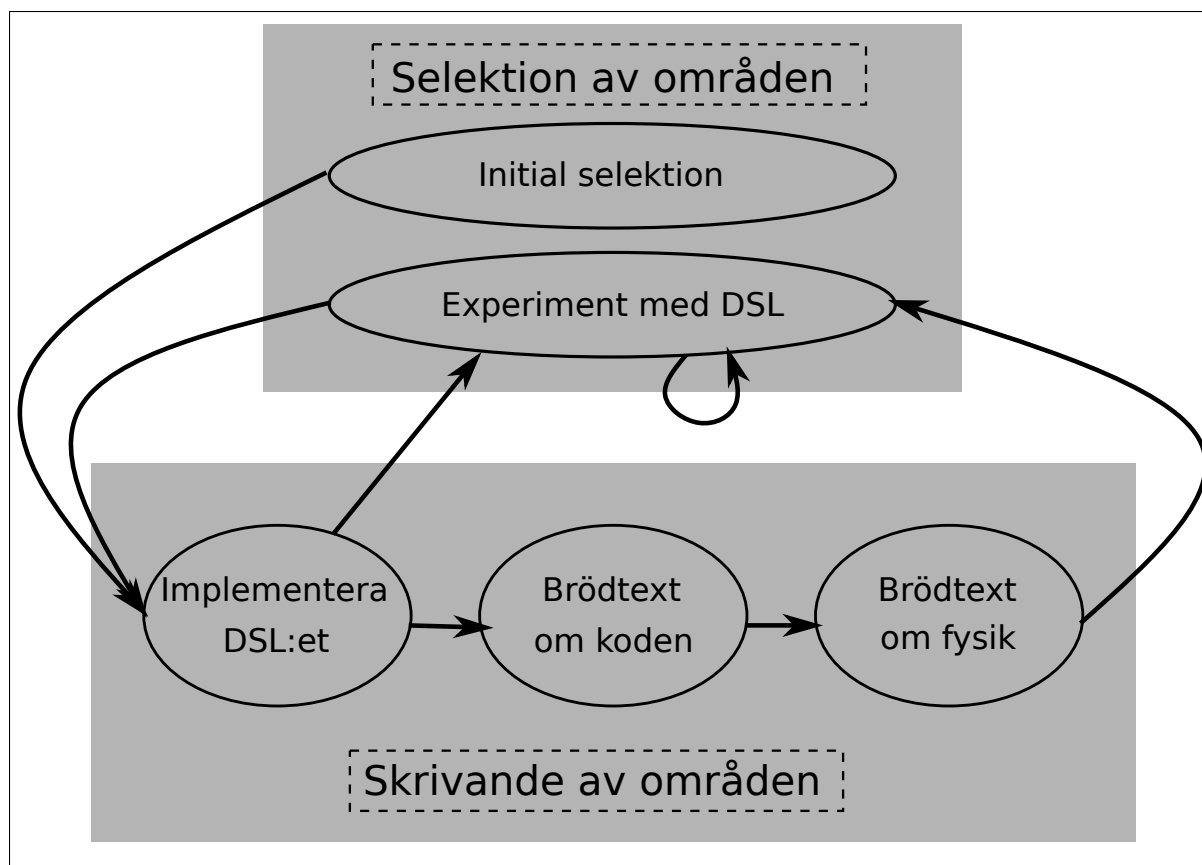 Selektion av områden
Initial selektion
Experiment med DSL
Implementera
DSL:et
Brödtext
om koden
Brödtext
om fysik
Skrivande av områden